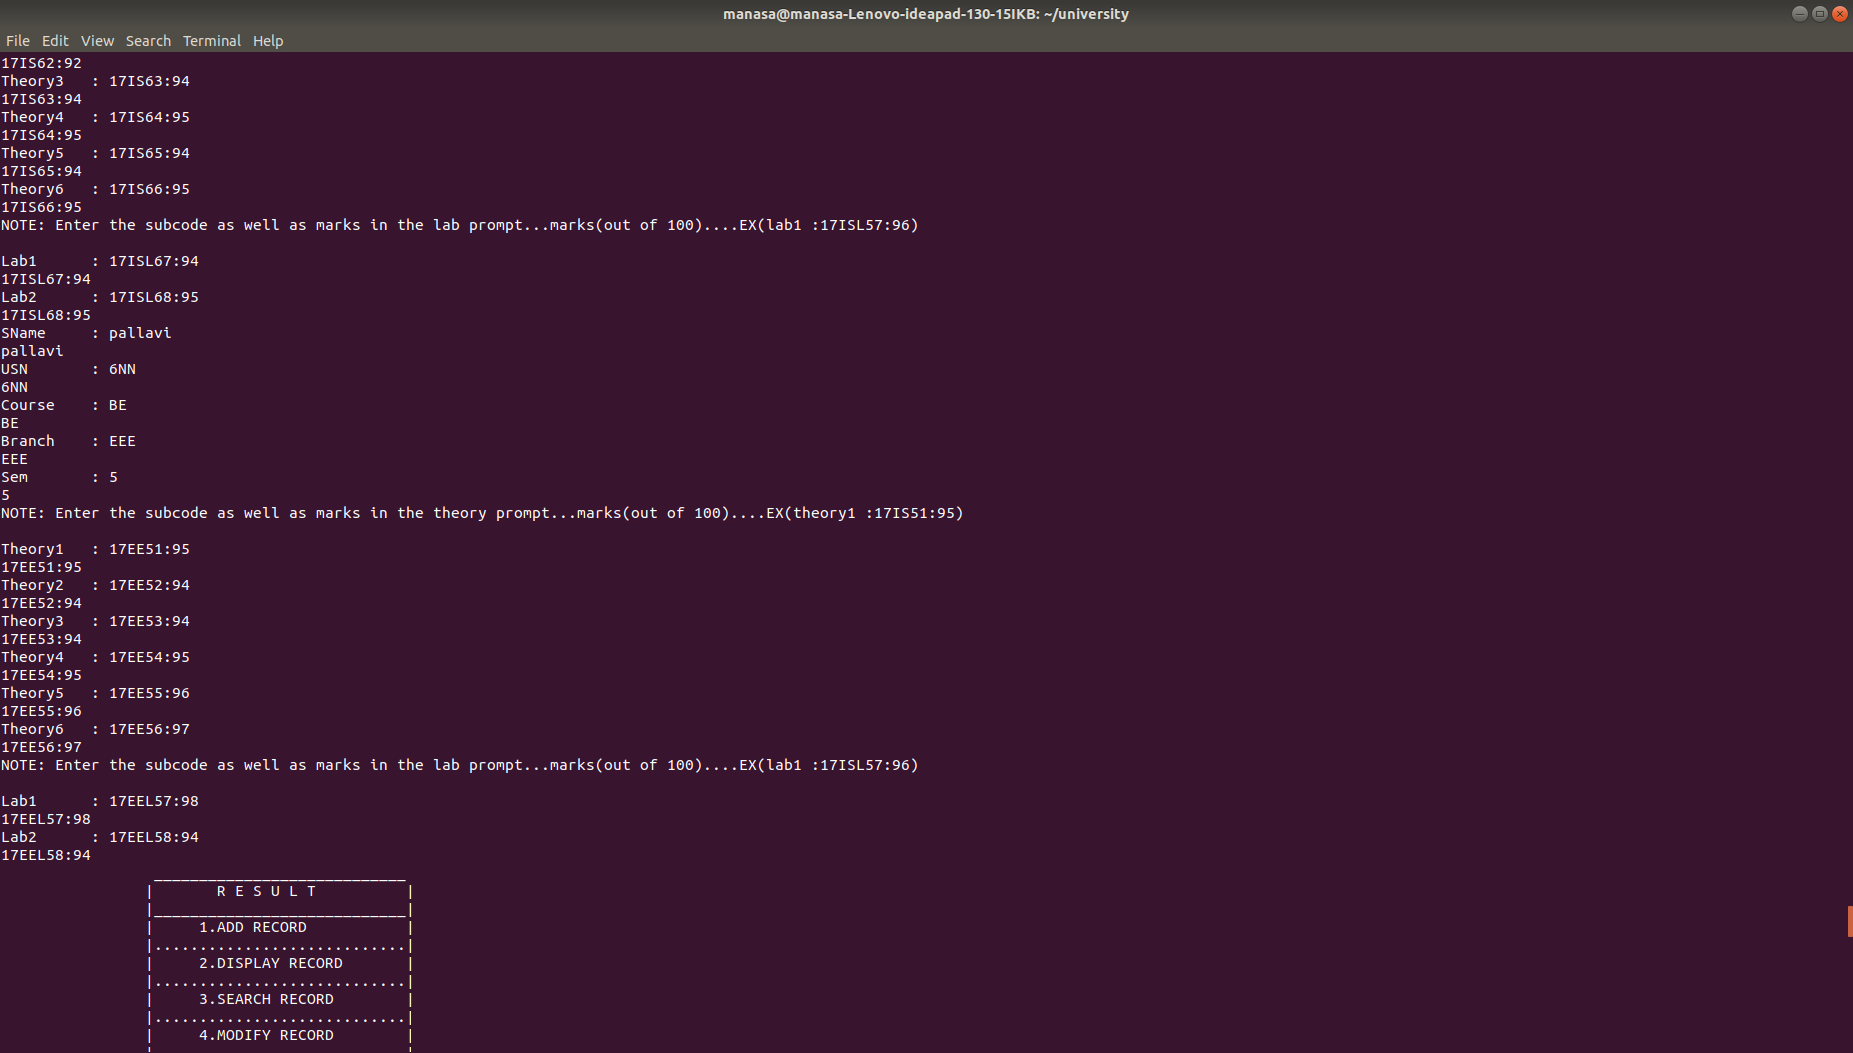 manasa@manasa-Lenovo-ideapad-130-15IKB: ~/university
File Edit View Search Terminal Help
17IS62:92
Theory3   : 17IS63:94
17IS63:94
Theory4   : 17IS64:95
17IS64:95
Theory5   : 17IS65:94
17IS65:94
Theory6   : 17IS66:95
17IS66:95
NOTE: Enter the subcode as well as marks in the lab prompt...marks(out of 100)....EX(lab1 :17ISL57:96)
Lab1      : 17ISL67:94
17ISL67:94
Lab2      : 17ISL68:95
17ISL68:95
SName     : pallavi
pallavi
USN       : 6NN
6NN
Course    : BE
BE
Branch    : EEE
EEE
Sem       : 5
5
NOTE: Enter the subcode as well as marks in the theory prompt...marks(out of 100)....EX(theory1 :17IS51:95)
Theory1   : 17EE51:95
17EE51:95
Theory2   : 17EE52:94
17EE52:94
Theory3   : 17EE53:94
17EE53:94
Theory4   : 17EE54:95
17EE54:95
Theory5   : 17EE55:96
17EE55:96
Theory6   : 17EE56:97
17EE56:97
NOTE: Enter the subcode as well as marks in the lab prompt...marks(out of 100)....EX(lab1 :17ISL57:96)
Lab1      : 17EEL57:98
17EEL57:98
Lab2      : 17EEL58:94
17EEL58:94
R E S U L T
1.ADD RECORD
2.DISPLAY RECORD
3.SEARCH RECORD
4.MODIFY RECORD